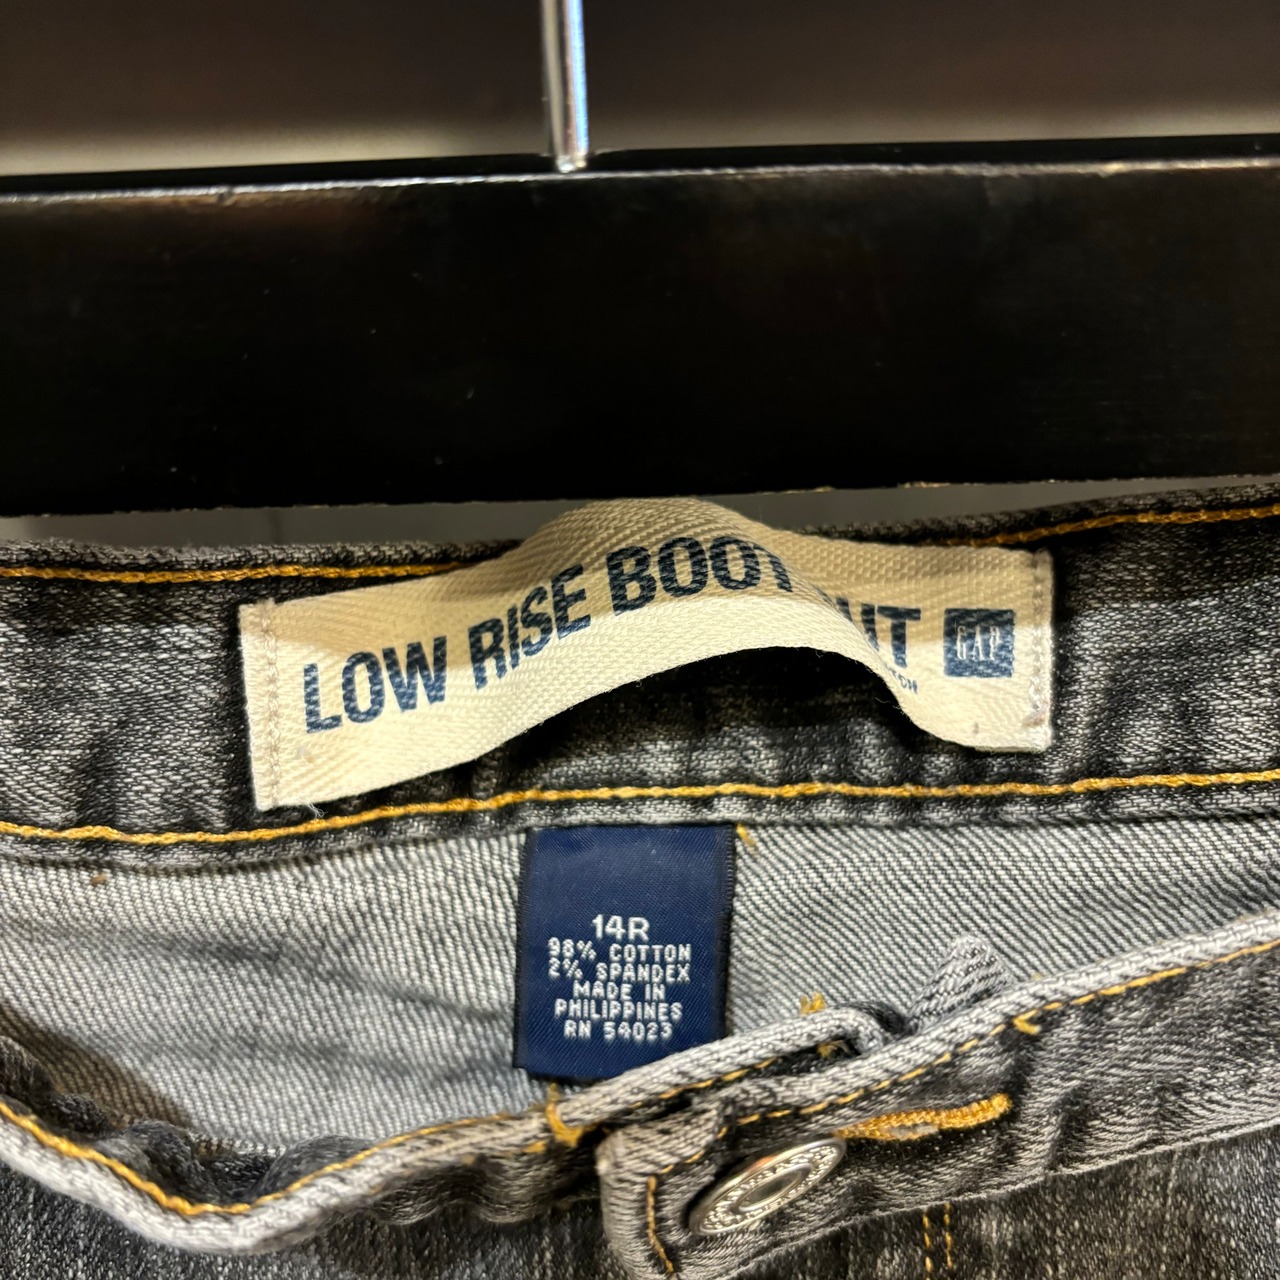 LOW RISE BOOT
GAP
14R
98% COTTON
2% SPANDEX
MADE IN
PHILIPPINES
RN 54023